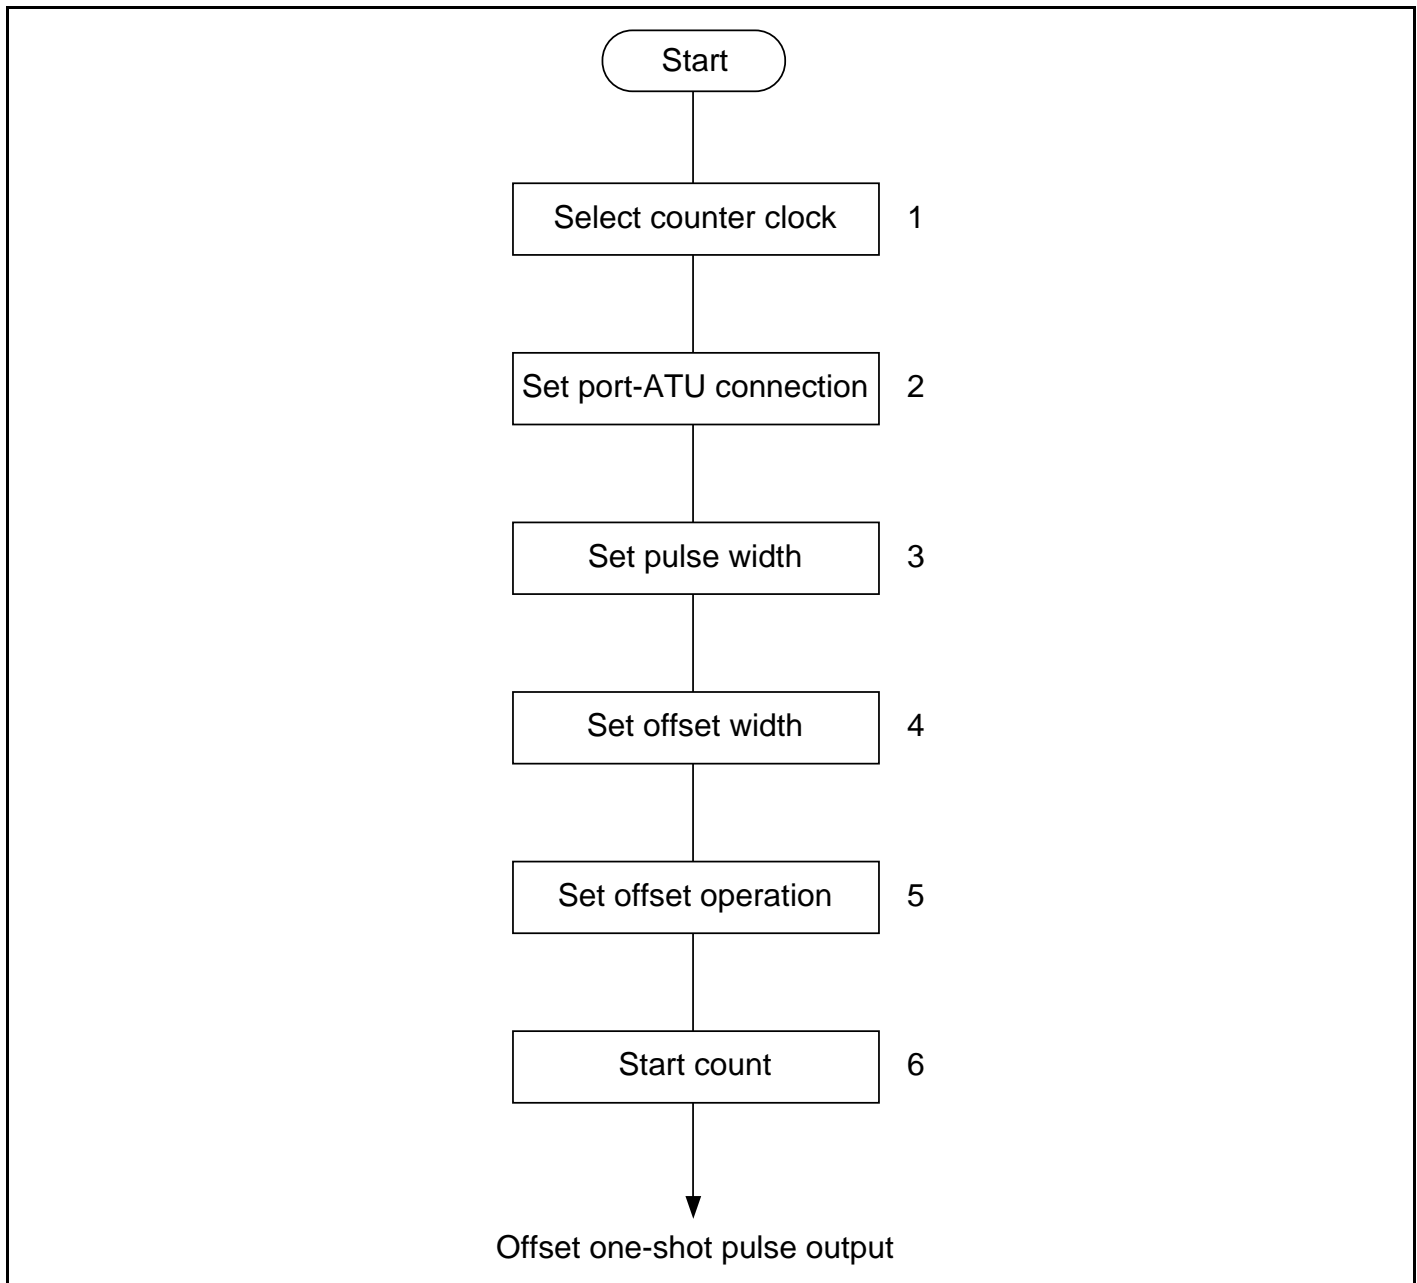 Start
Select counter clock 1
Set port-ATU connection 2
Set pulse width 3
Set offset width 4
Set offset operation 5
Start count 6
Offset one-shot pulse output